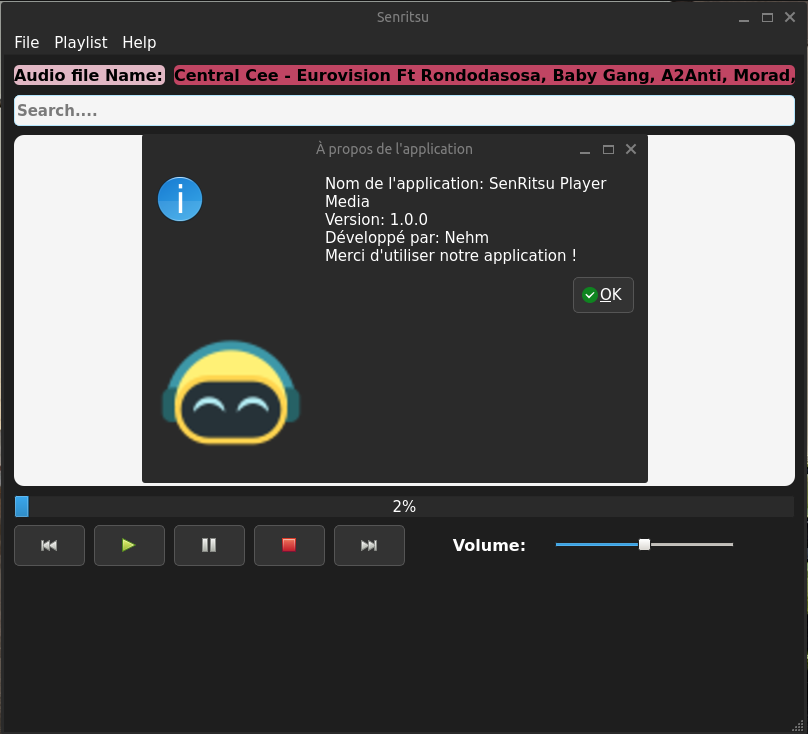 Senritsu
File Playlist Help
Audio file Name: Central Cee - Eurovision Ft Rondodasosa, Baby Gang, A2Anti, Morad,
Search....
À propos de l'application
Nom de l'application: SenRitsu Player
Media
Version: 1.0.0
Développé par: Nehm
Merci d'utiliser notre application !
OK
2%
Volume: